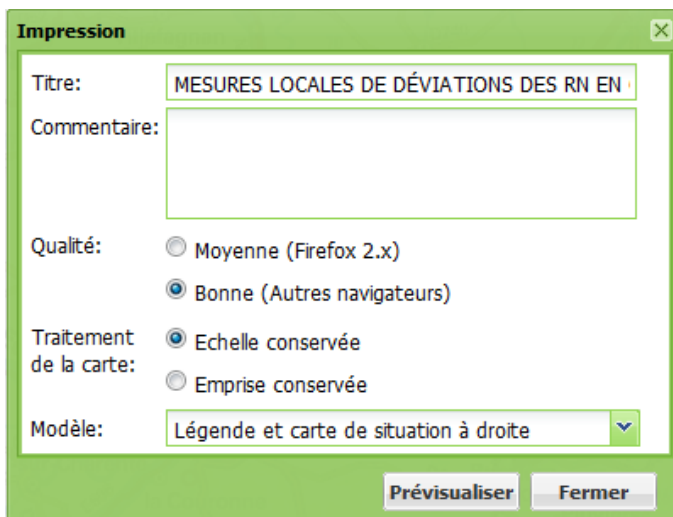 Impression
Titre: MESURES LOCALES DE DÉVIATIONS DES RN EN
Commentaire:
Qualité: Moyenne (Firefox 2.x)
Bonne (Autres navigateurs)
Traitement de la carte: Echelle conservée
Emprise conservée
Modèle: Légende et carte de situation à droite
Prévisualiser Fermer